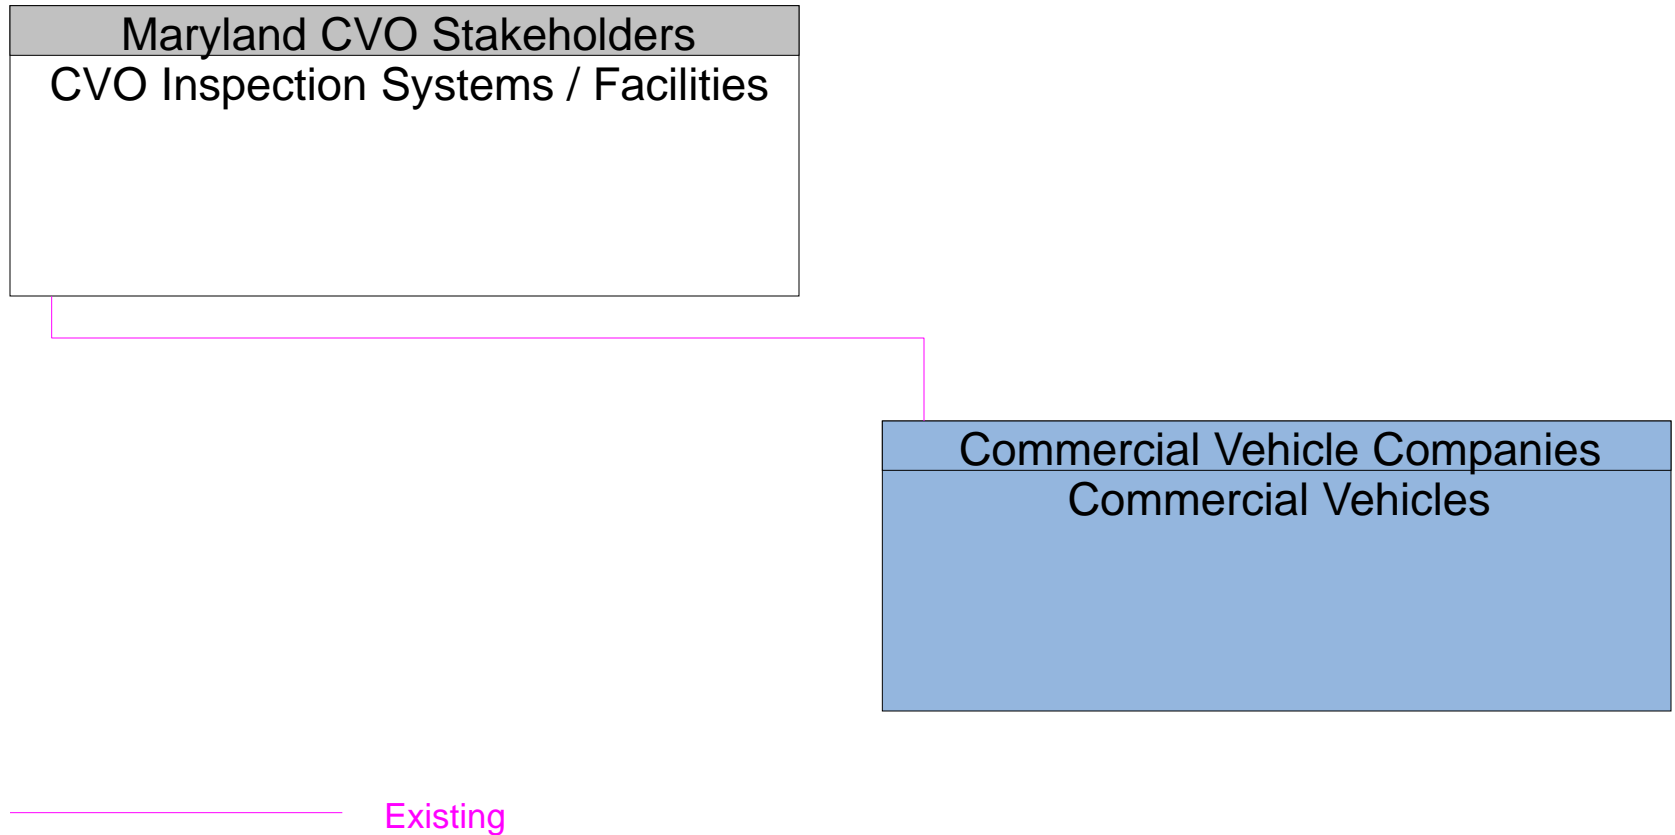 Maryland CVO Stakeholders
CVO Inspection Systems / Facilities
Commercial Vehicle Companies
Commercial Vehicles
Existing